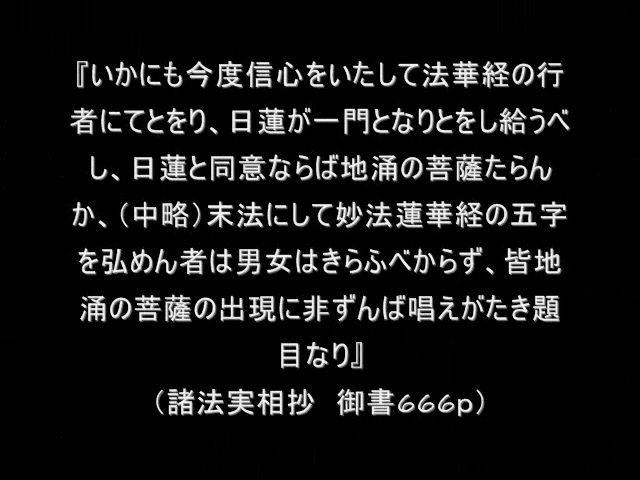 『いかにも今度信心をいたして法華経の行
者にてとをり、日蓮が一門となりとをし給うべ
し、日蓮と同意ならば地涌の菩薩たらん
か、（中略）末法にして妙法蓮華経の五字
を弘めん者は男女はきらふべからず、皆地
涌の菩薩の出現に非ずんば唱えがたき題
目なり』
（諸法実相抄　御書666p）